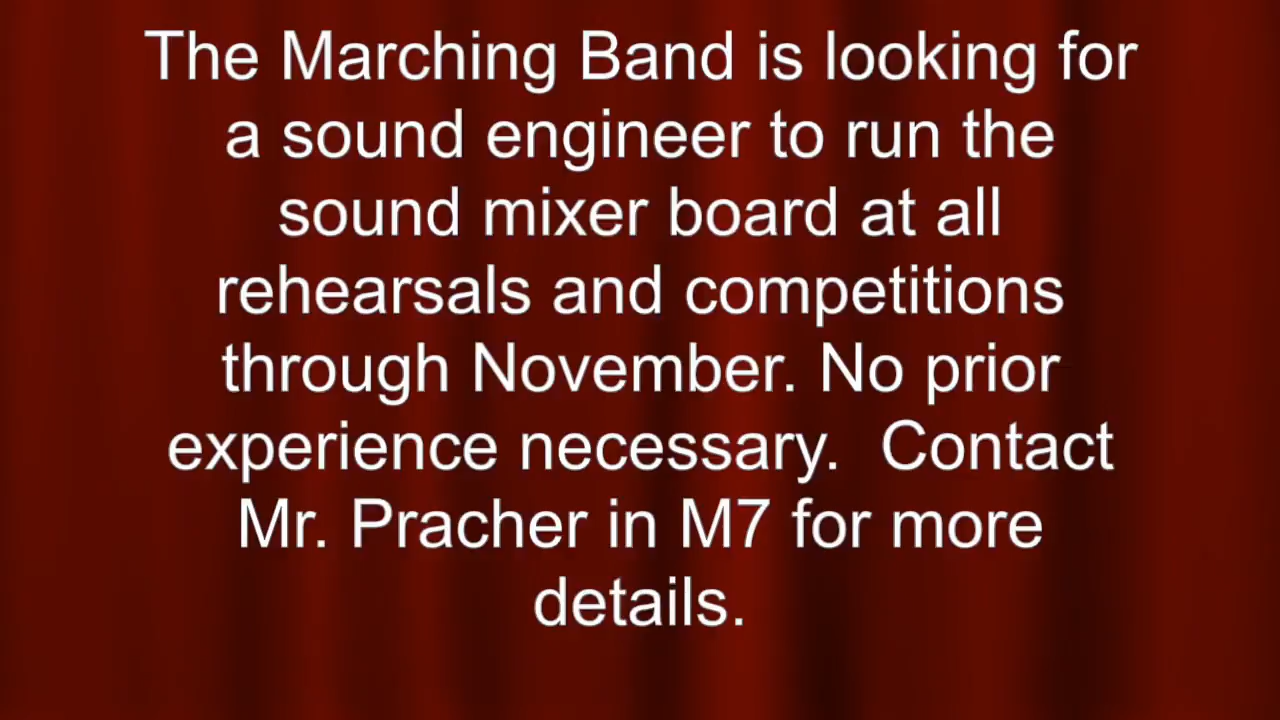 The Marching Band is looking for
a sound engineer to run the
sound mixer board at all
rehearsals and competitions
through November. No prior
experience necessary.  Contact
Mr. Pracher in M7 for more
details.